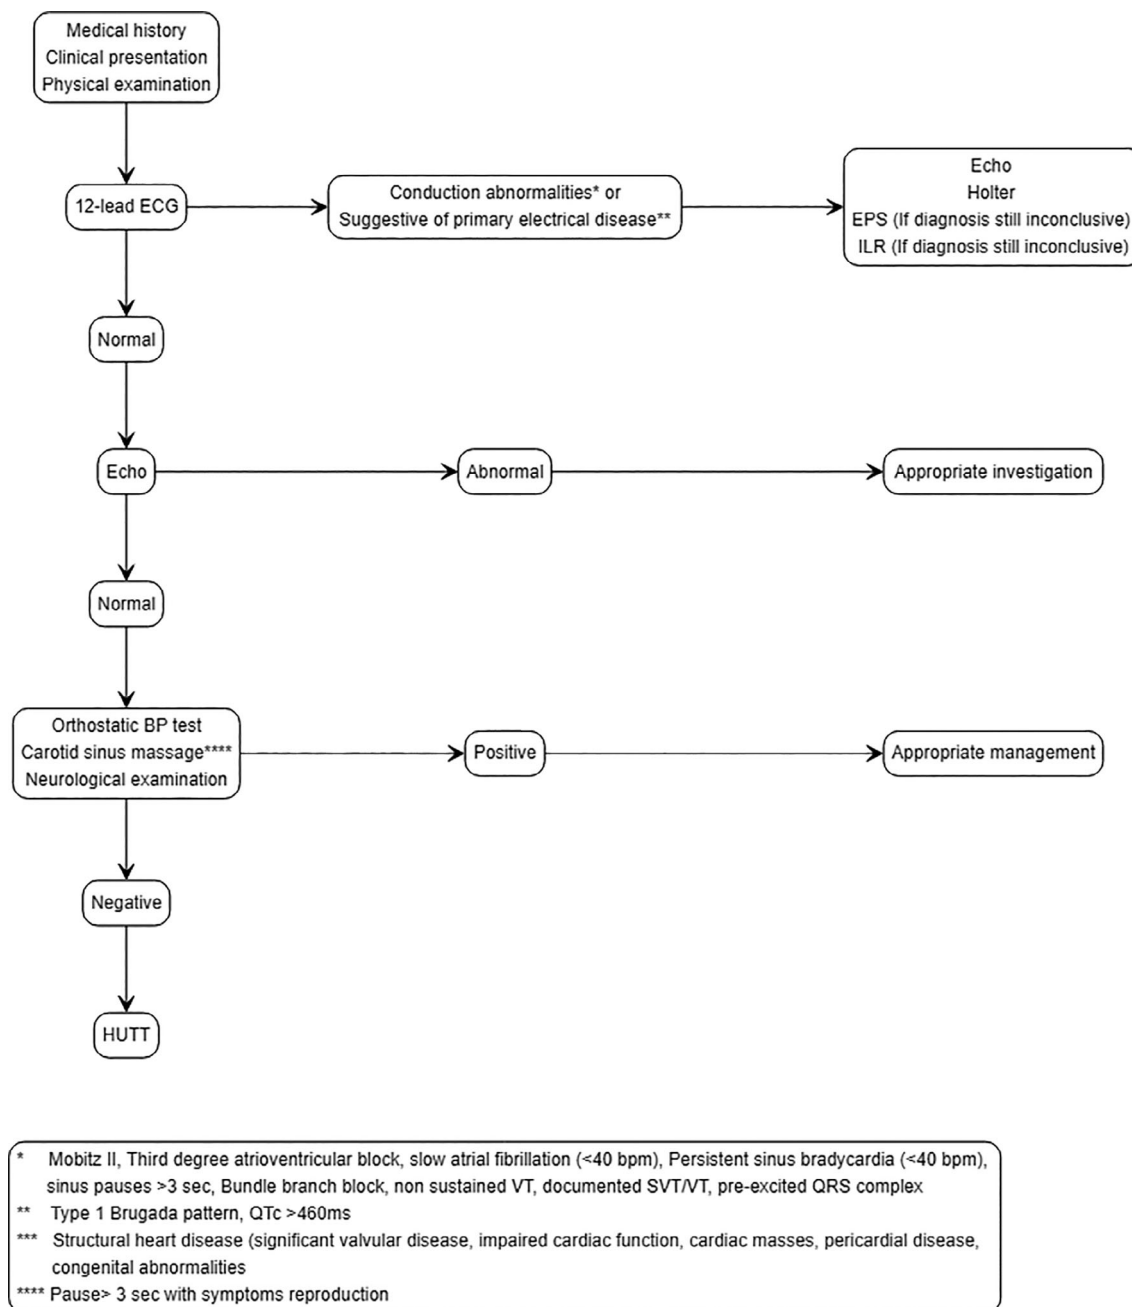 Medical history
Clinical presentation
Physical examination
12-lead ECG
Conduction abnormalities* or
Suggestive of primary electrical disease**
Echo
Holter
EPS (If diagnosis still inconclusive)
ILR (If diagnosis still inconclusive)
Normal
Echo
Abnormal
Appropriate investigation
Normal
Orthostatic BP test
Carotid sinus massage****
Neurological examination
Positive
Appropriate management
Negative
HUTT
* Mobitz II, Third degree atrioventricular block, slow atrial fibrillation (<40 bpm), Persistent sinus bradycardia (<40 bpm),
sinus pauses >3 sec, Bundle branch block, non sustained VT, documented SVT/VT, pre-excited QRS complex
** Type 1 Brugada pattern, QTc >460ms
*** Structural heart disease (significant valvular disease, impaired cardiac function, cardiac masses, pericardial disease,
congenital abnormalities
**** Pause> 3 sec with symptoms reproduction